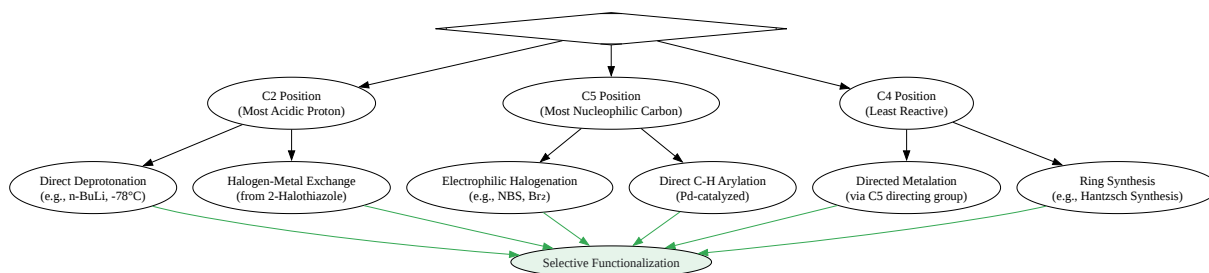 C2 Position
(Most Acidic Proton)
C5 Position
(Most Nucleophilic Carbon)
C4 Position
(Least Reactive)
Direct Deprotonation
(e.g., n-BuLi, -78°C)
Halogen-Metal Exchange
(from 2-Halothiazole)
Electrophilic Halogenation
(e.g., NBS, Br₂)
Direct C-H Arylation
(Pd-catalyzed)
Directed Metalation
(via C5 directing group)
Ring Synthesis
(e.g., Hantzsch Synthesis)
Selective Functionalization